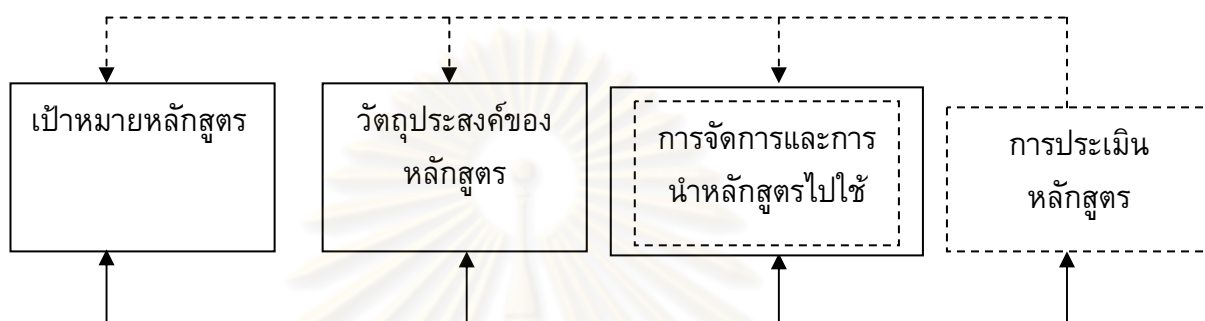 เป้าหมายหลักสูตร
วัตถุประสงค์ของ
หลักสูตร
การจัดการและการ
นำหลักสูตรไปใช้
การประเมิน
หลักสูตร